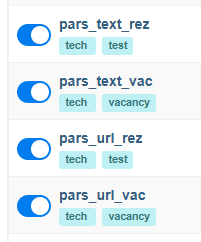 pars_text_rez
tech test
pars_text_vac
tech vacancy
pars_url_rez
tech test
pars_url_vac
tech vacancy